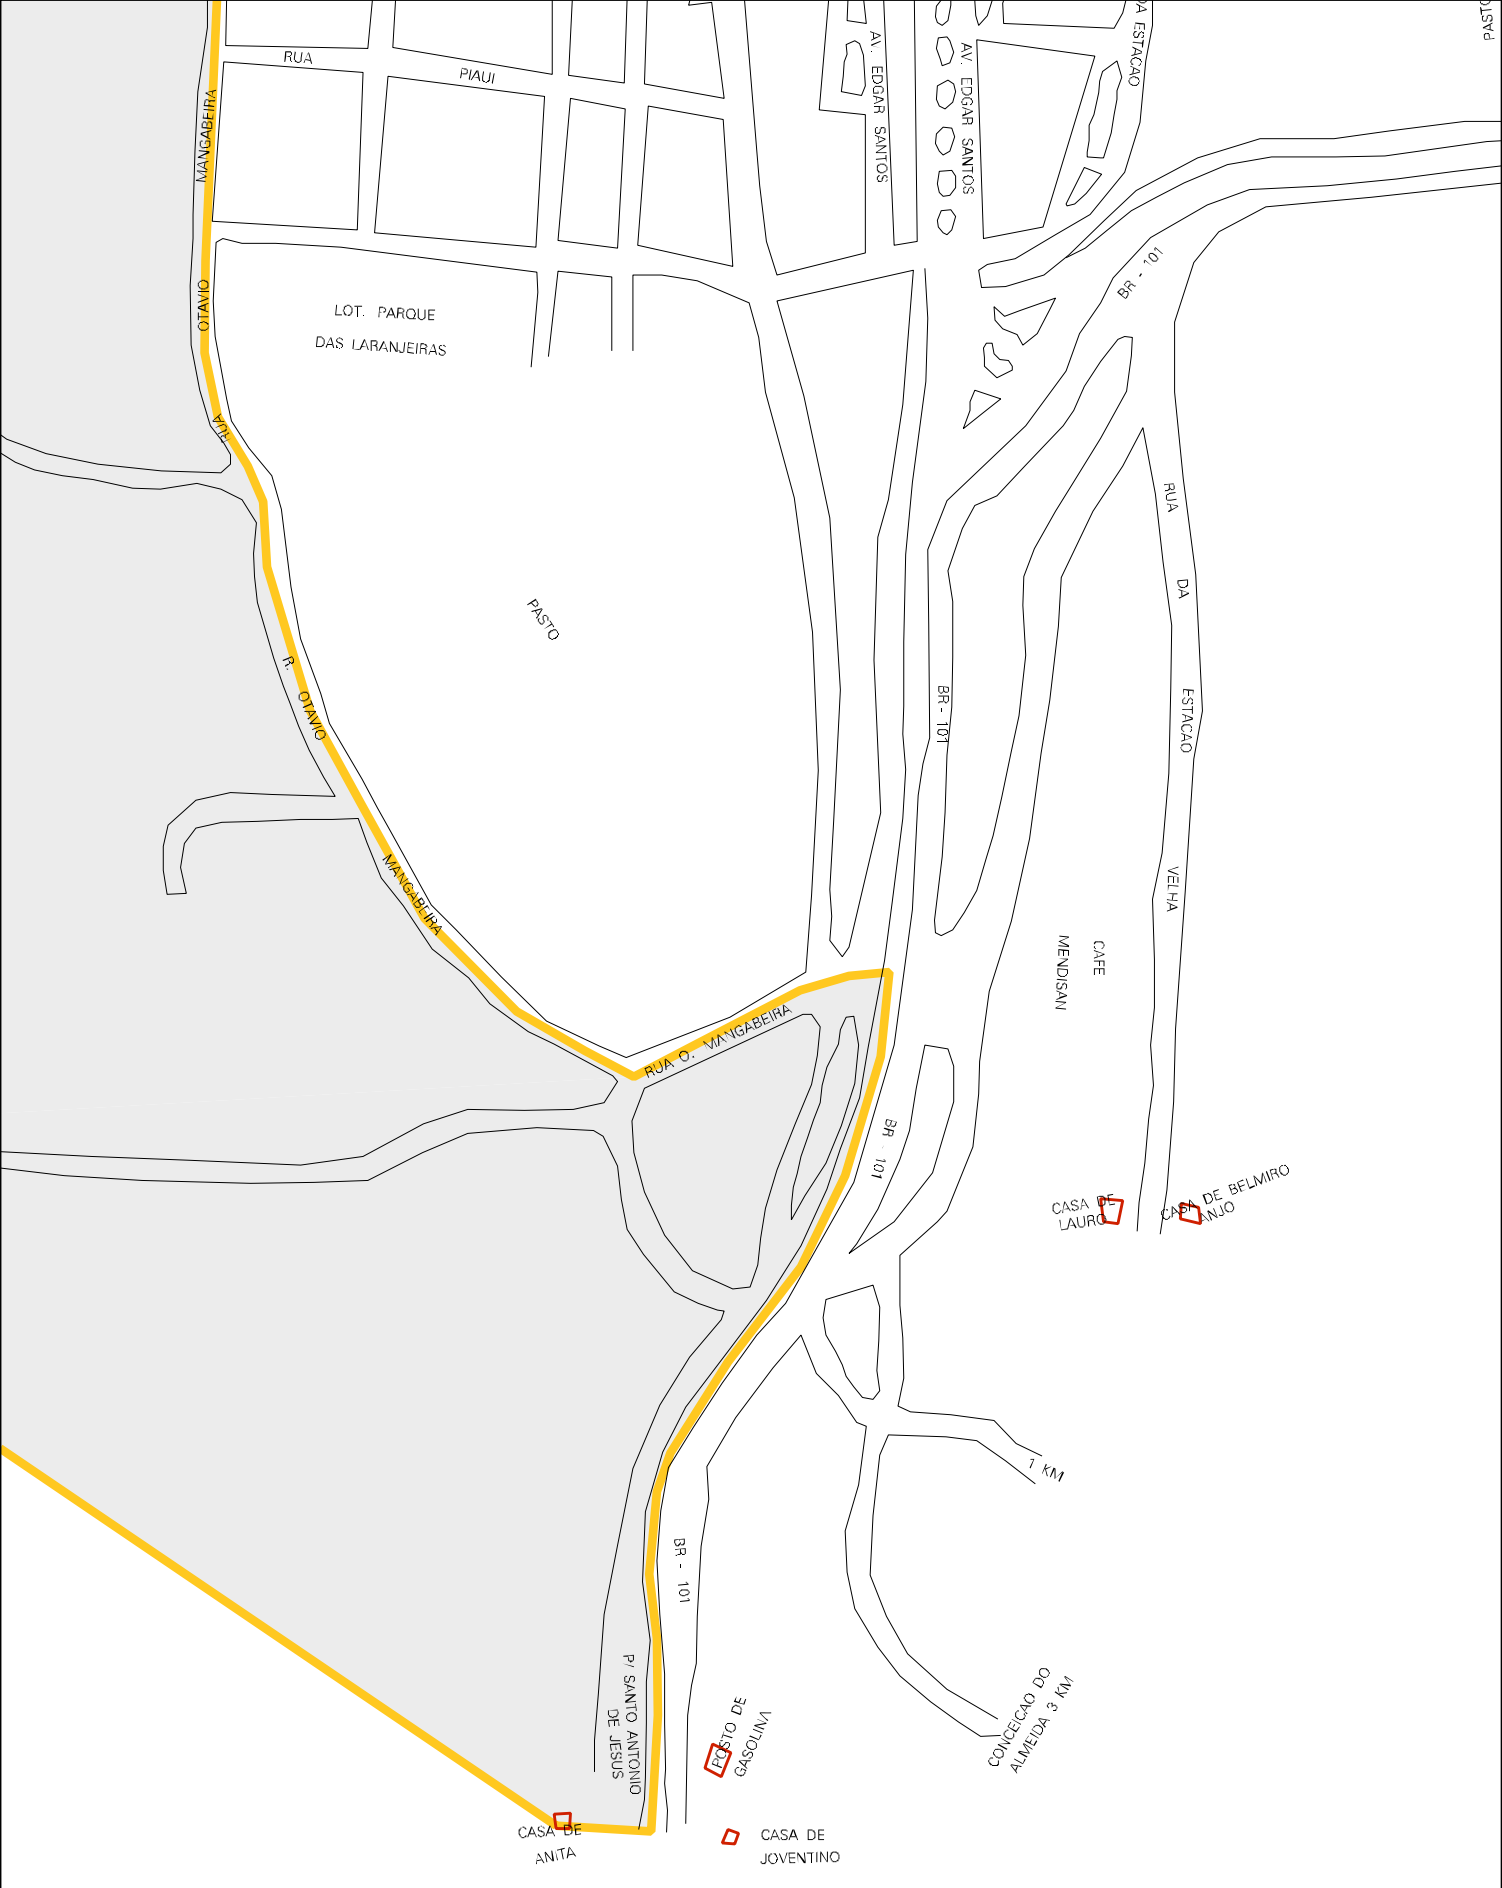 PASTO
DA ESTACAO
AV. EDGAR SANTOS
AV. EDGAR SANTOS
RUA
PIAUI
MANGABEIRA
OTAVIO
RUA
LOT. PARQUE
DAS LARANJEIRAS
BR - 101
RUA
DA
ESTACAO
VELHA
PASTO
R. OTAVIO
MANGABEIRA
BR - 101
CAFE
MENDISAN
RUA O. MANGABEIRA
BR 101
CASA DE
LAURO
CASA DE BELMIRO
ANJO
1 KM
BR - 101
P/ SANTO ANTONIO
DE JESUS
CONCEICAO DO
ALMEIDA 3 KM
POSTO DE
GASOLINA
CASA DE
ANITA
CASA DE
JOVENTINO